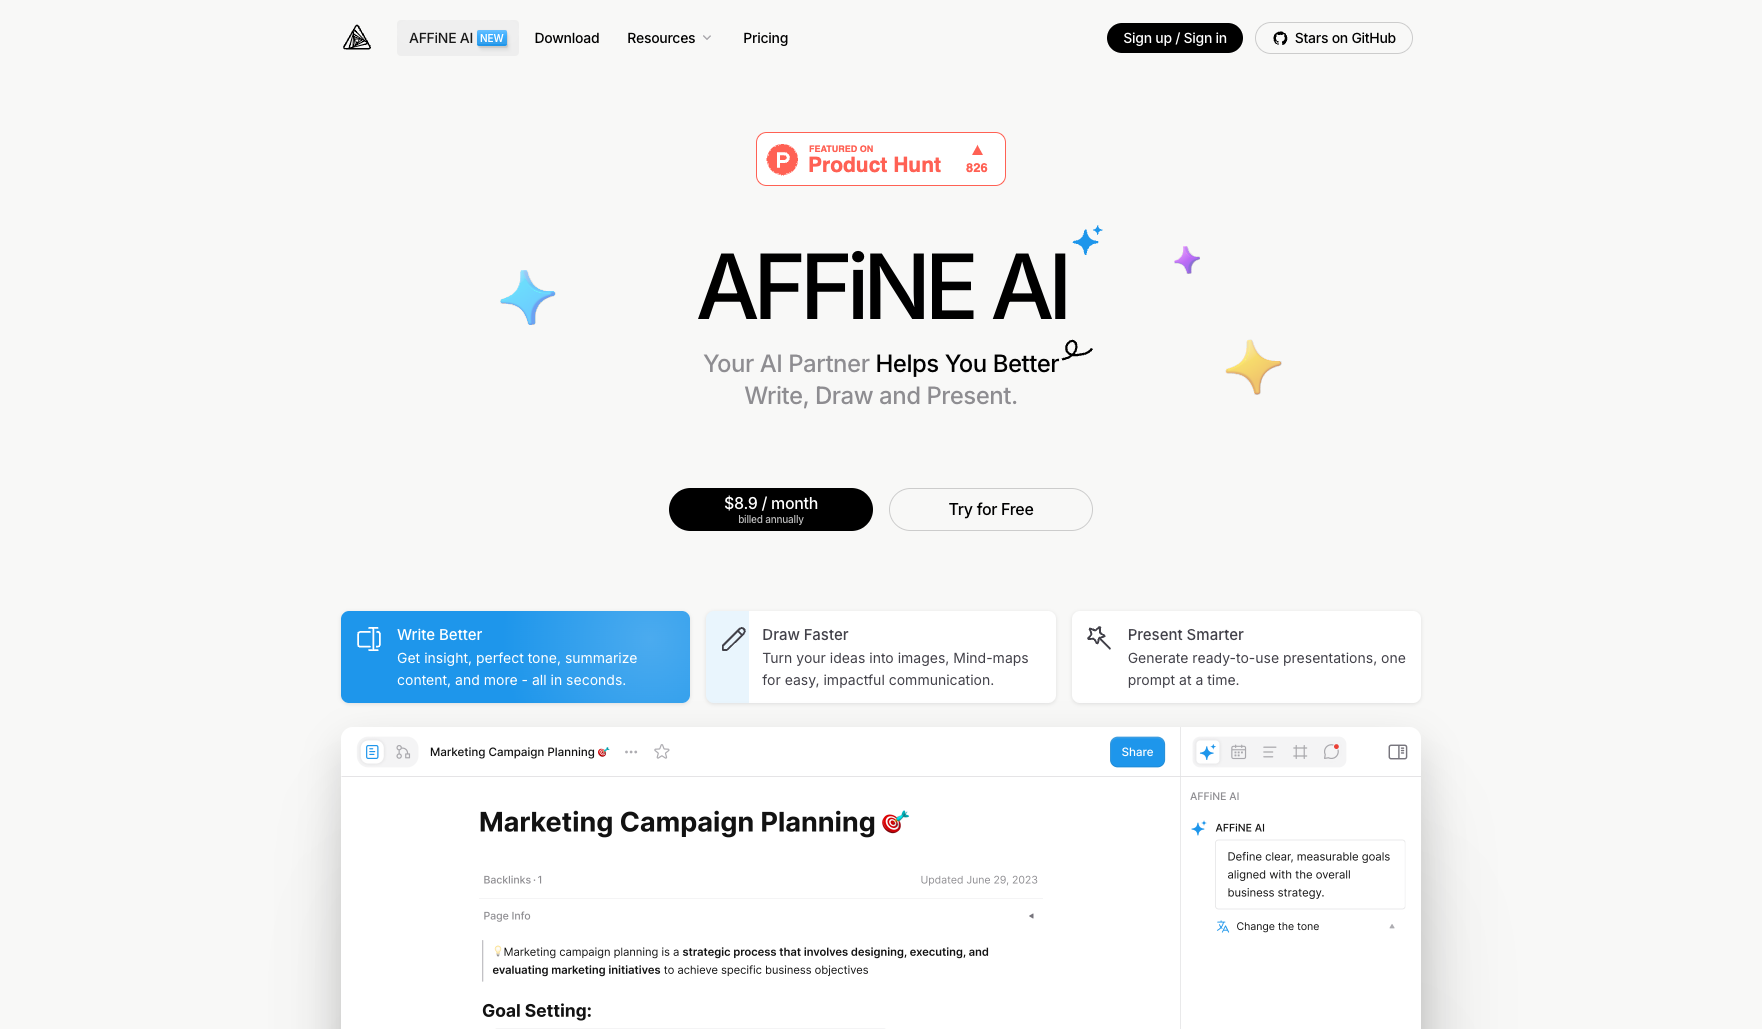 AFFiNE AI NEW Download Resources Pricing Sign up / Sign in Stars on GitHub
FEATURED ON
Product Hunt
826
AFFiNE AI
Your AI Partner Helps You Better
Write, Draw and Present.
$8.9 / month
billed annually
Try for Free
Write Better
Get insight, perfect tone, summarize
content, and more - all in seconds.
Draw Faster
Turn your ideas into images, Mind-maps
for easy, impactful communication.
Present Smarter
Generate ready-to-use presentations, one
prompt at a time.
Marketing Campaign Planning 🎯 Share
Marketing Campaign Planning 🎯
Backlinks · 1 Updated June 29, 2023
Page Info
💡Marketing campaign planning is a strategic process that involves designing, executing, and
evaluating marketing initiatives to achieve specific business objectives
Goal Setting:
AFFiNE AI
AFFiNE AI
Define clear, measurable goals
aligned with the overall
business strategy.
Change the tone